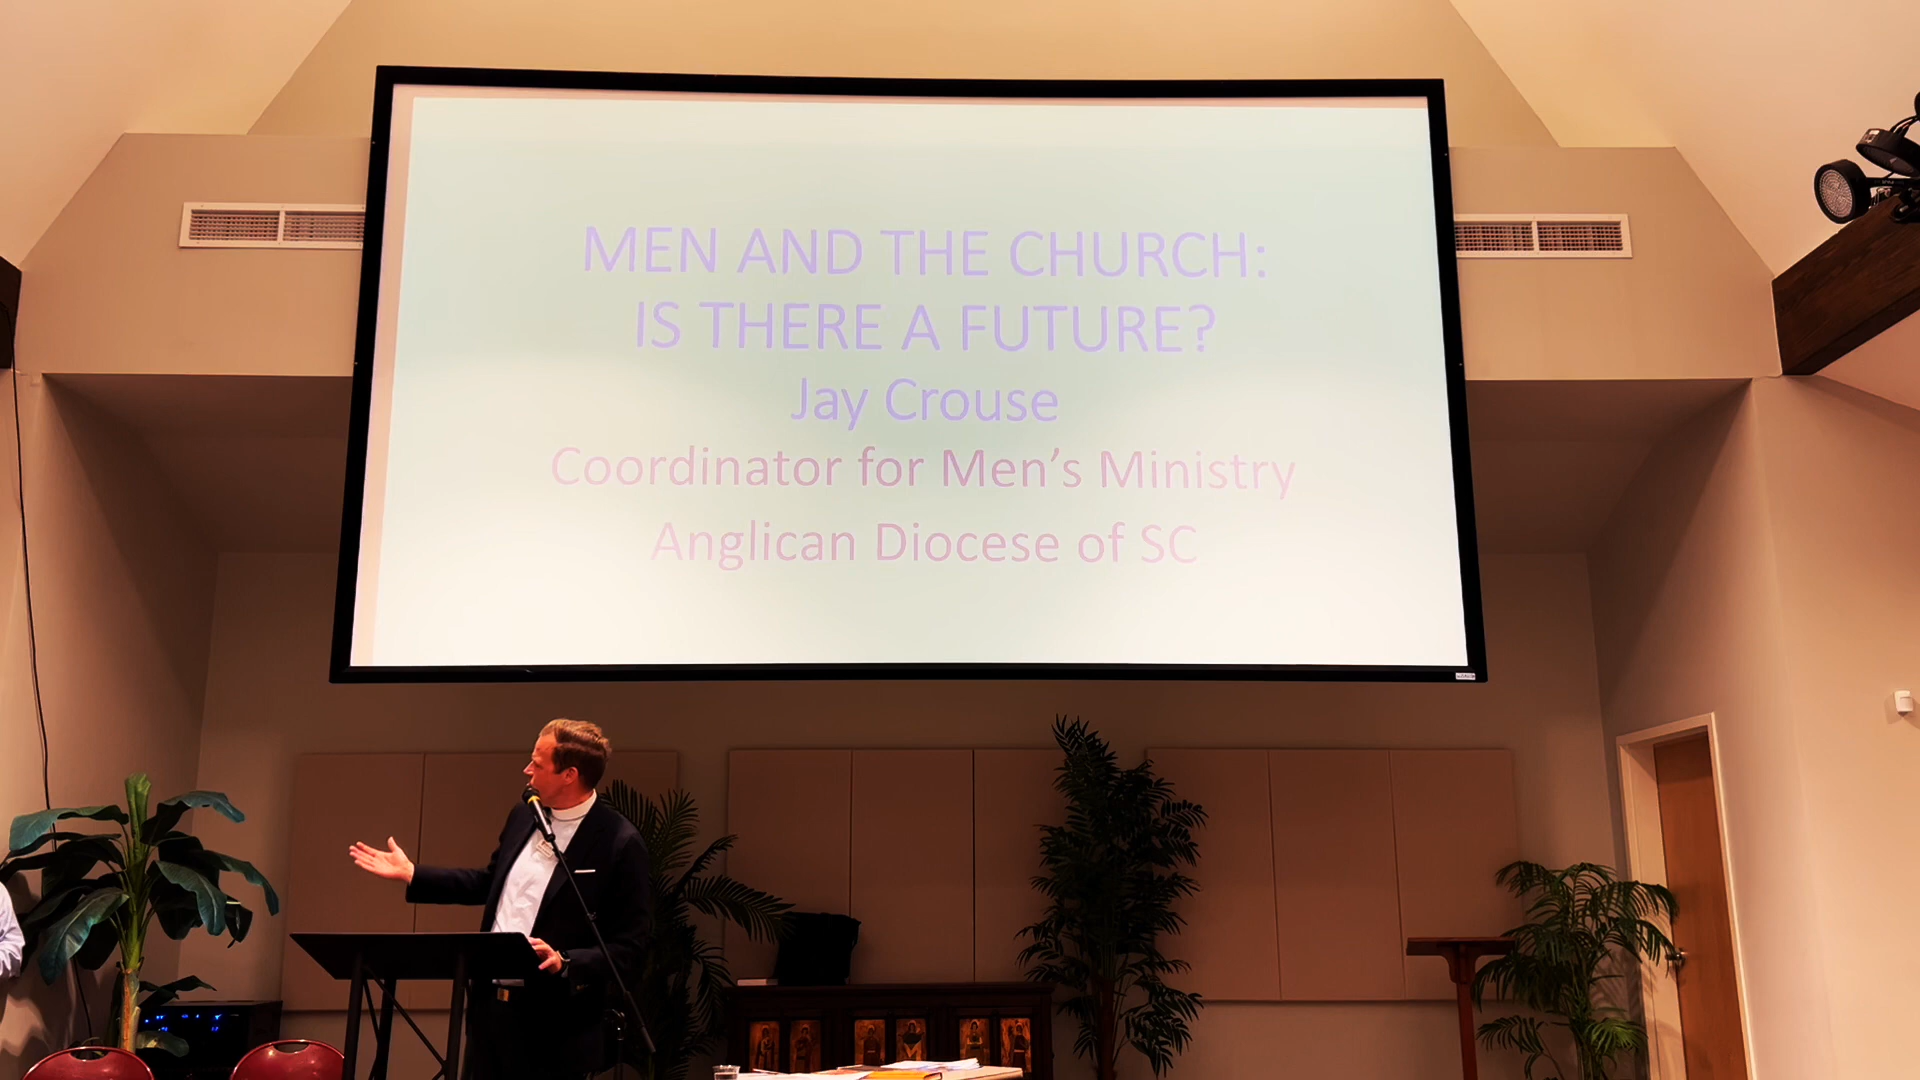 MEN AND THE CHURCH:
IS THERE A FUTURE?
Jay Crouse
Coordinator for Men’s Ministry
Anglican Diocese of SC